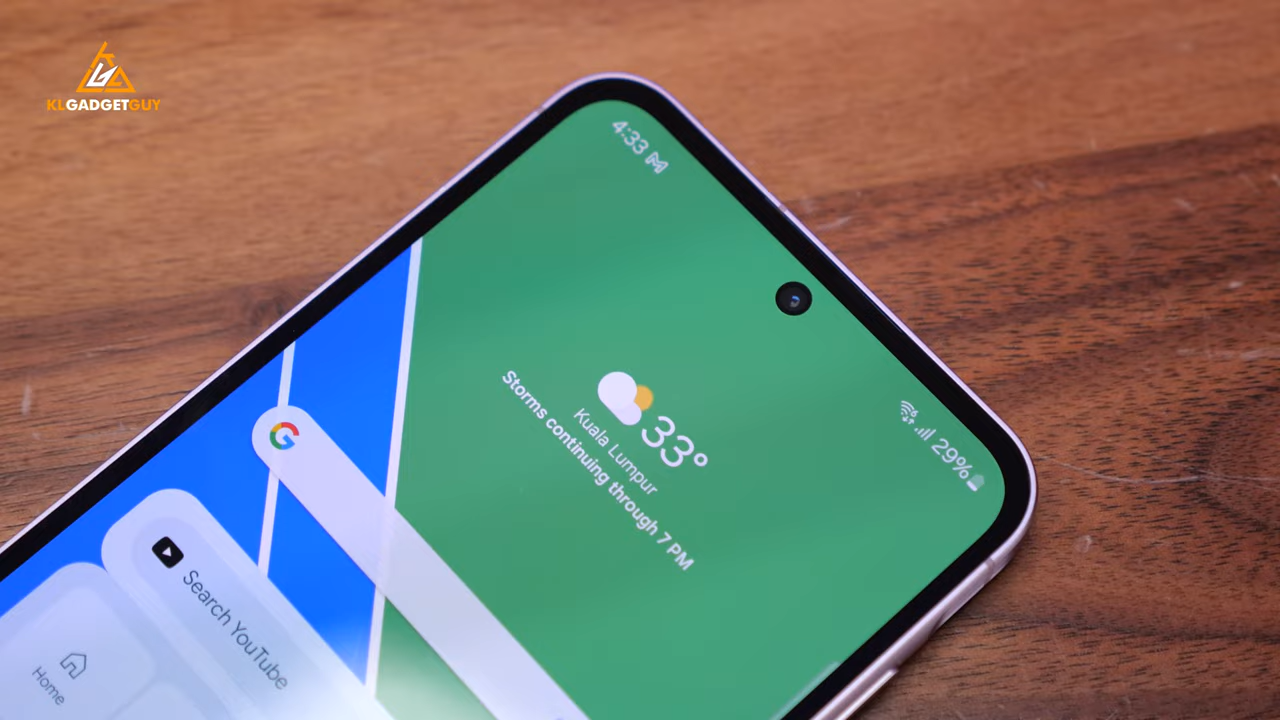 KLGADGETGUY
4:33
29%
33°
Kuala Lumpur
Storms continuing through 7 PM
G
Search YouTube
Home